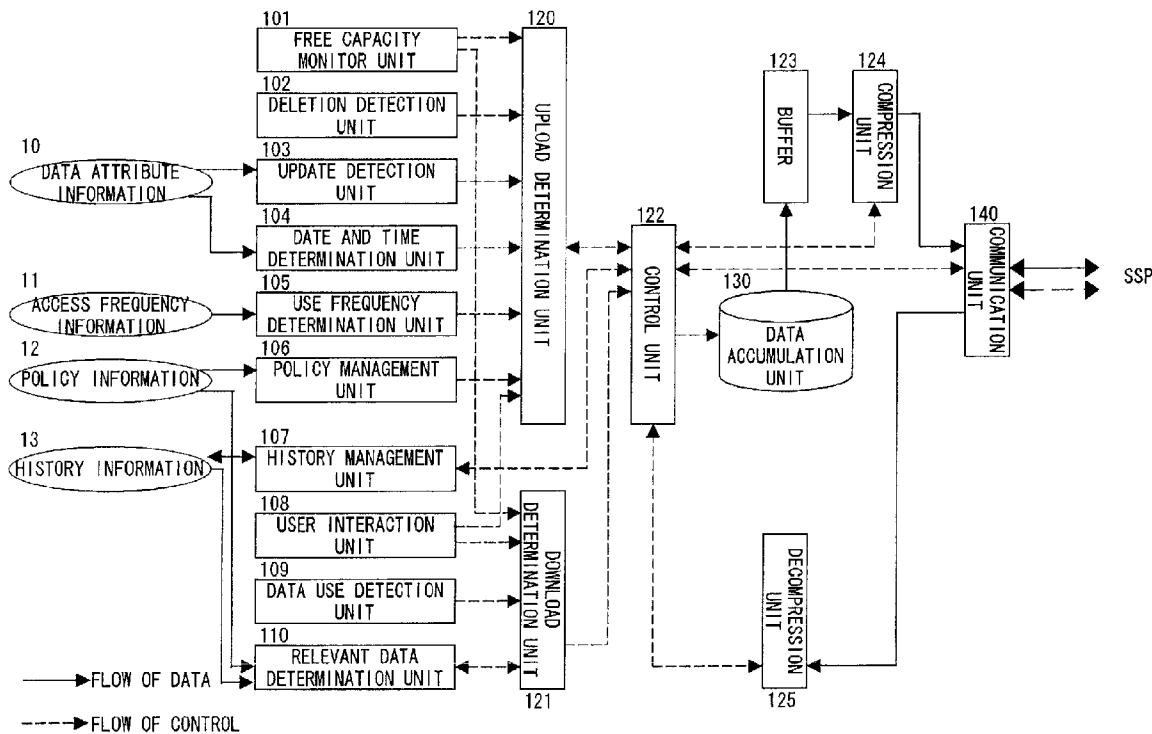 101
FREE CAPACITY
MONITOR UNIT
102
DELETION DETECTION
UNIT
10
DATA ATTRIBUTE
INFORMATION
103
UPDATE DETECTION
UNIT
104
DATE AND TIME
DETERMINATION UNIT
11
ACCESS FREQUENCY
INFORMATION
105
USE FREQUENCY
DETERMINATION UNIT
12
POLICY INFORMATION
106
POLICY MANAGEMENT
UNIT
13
HISTORY INFORMATION
107
HISTORY MANAGEMENT
UNIT
108
USER INTERACTION
UNIT
109
DATA USE DETECTION
UNIT
110
RELEVANT DATA
DETERMINATION UNIT
120
UPLOAD DETERMINATION UNIT
DOWNLOAD
DETERMINATION UNIT
121
122
CONTROL UNIT
123
BUFFER
124
COMPRESSION
UNIT
130
DATA
ACCUMULATION
UNIT
140
COMMUNICATION
UNIT
SSP
DECOMPRESSION
UNIT
125
FLOW OF DATA
FLOW OF CONTROL